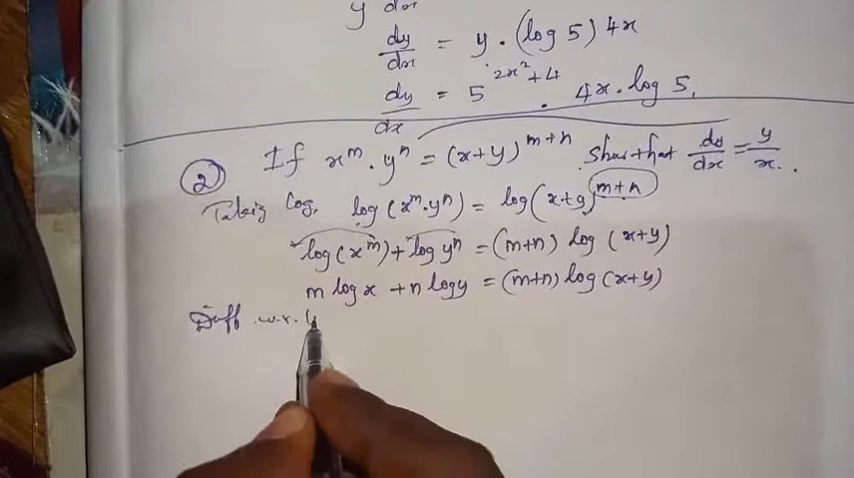 y dx
dy/dx = y . (log 5) 4x
dy/dx = 5^{2x²+4} . 4x . log 5.
(2) If x^m . y^n = (x+y)^{m+n} show that dy/dx = y/x .
Taking log, log(x^m . y^n) = log(x+y)^{m+n}
log(x^m) + log y^n = (m+n) log (x+y)
m log x + n log y = (m+n) log (x+y)
Diff w.r.